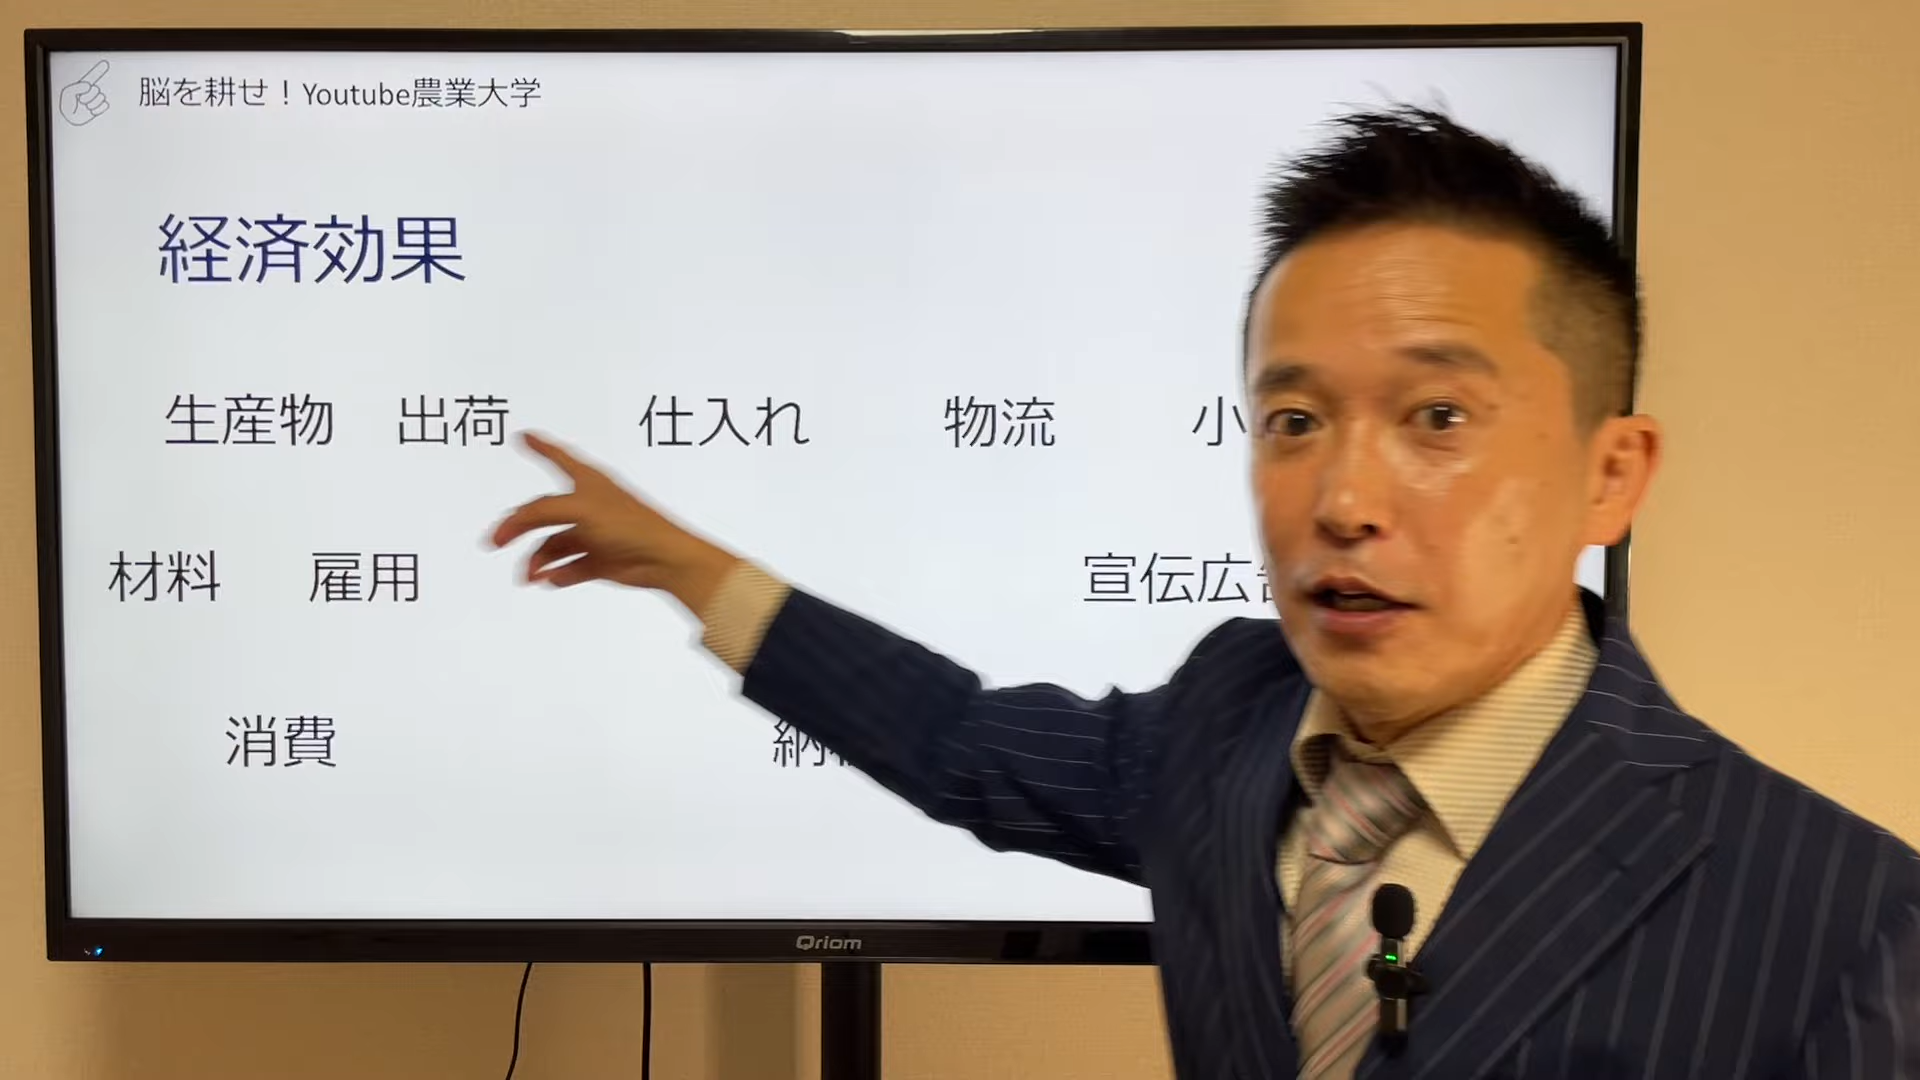 脳を耕せ！Youtube農業大学
経済効果
生産物 出荷 仕入れ 物流 小
材料 雇用 宣伝広
消費 納
Qriom